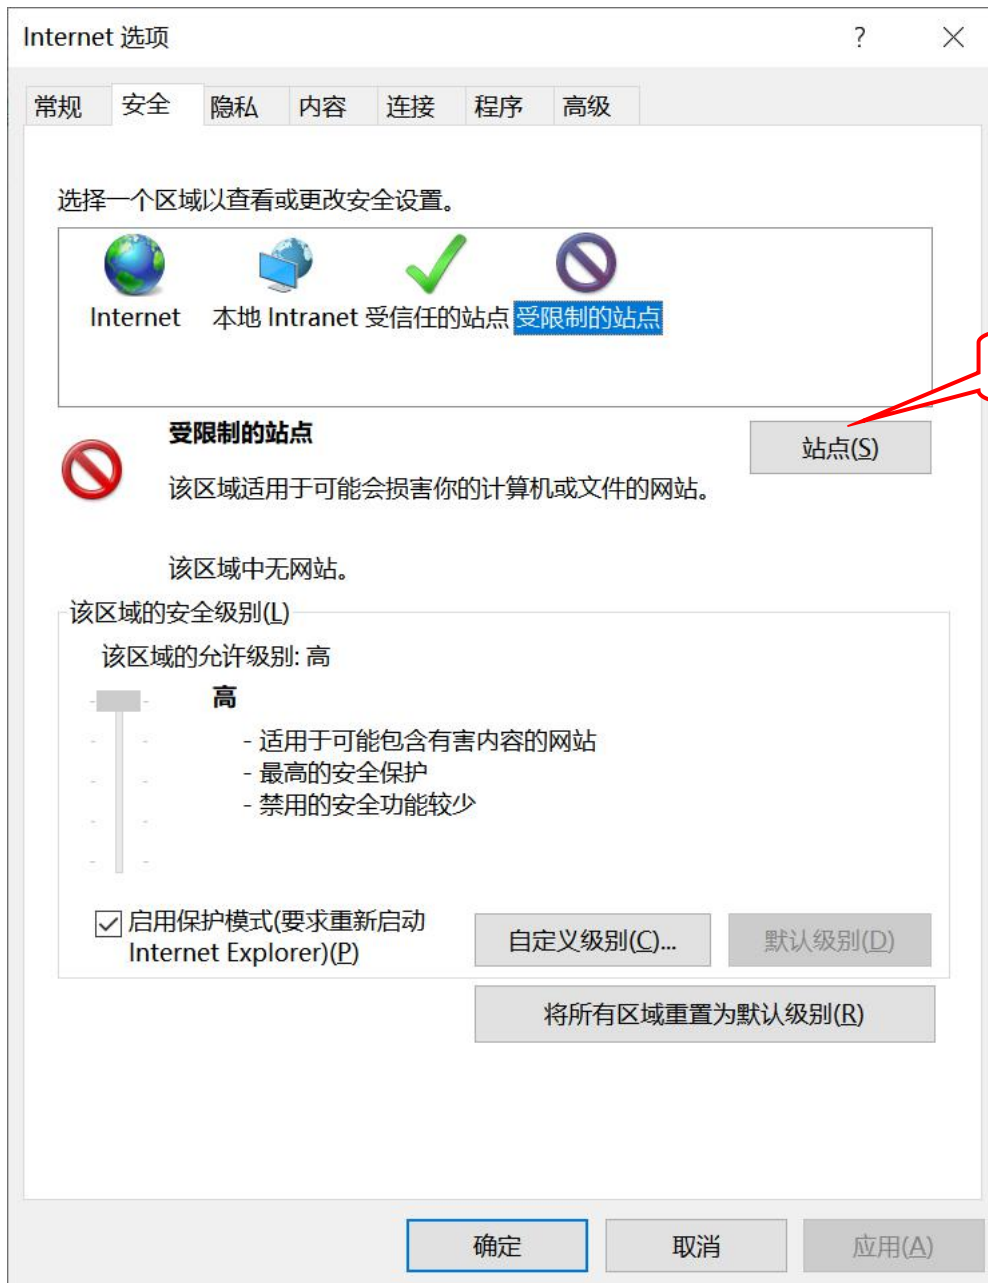 Internet 选项
?
常规 安全 隐私 内容 连接 程序 高级
选择一个区域以查看或更改安全设置。
Internet 本地 Intranet 受信任的站点 受限制的站点
受限制的站点
站点(S)
该区域适用于可能会损害你的计算机或文件的网站。
该区域中无网站。
该区域的安全级别(L)
该区域的允许级别: 高
高
- 适用于可能包含有害内容的网站
- 最高的安全保护
- 禁用的安全功能较少
启用保护模式(要求重新启动
Internet Explorer)(P)
自定义级别(C)... 默认级别(D)
将所有区域重置为默认级别(R)
确定 取消 应用(A)